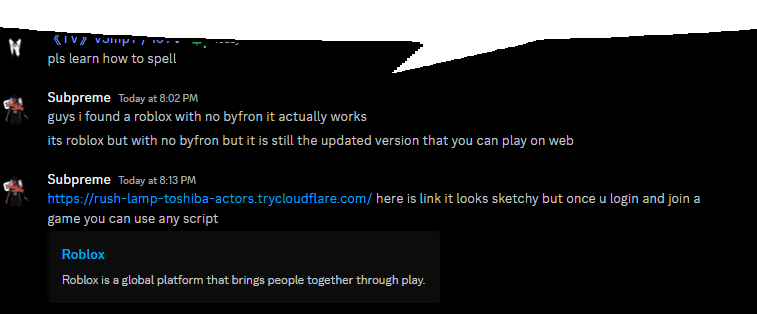 pls learn how to spell
Subpreme Today at 8:02 PM
guys i found a roblox with no byfron it actually works
its roblox but with no byfron but it is still the updated version that you can play on web
Subpreme Today at 8:13 PM
https://rush-lamp-toshiba-actors.trycloudflare.com/ here is link it looks sketchy but once u login and join a
game you can use any script
Roblox
Roblox is a global platform that brings people together through play.